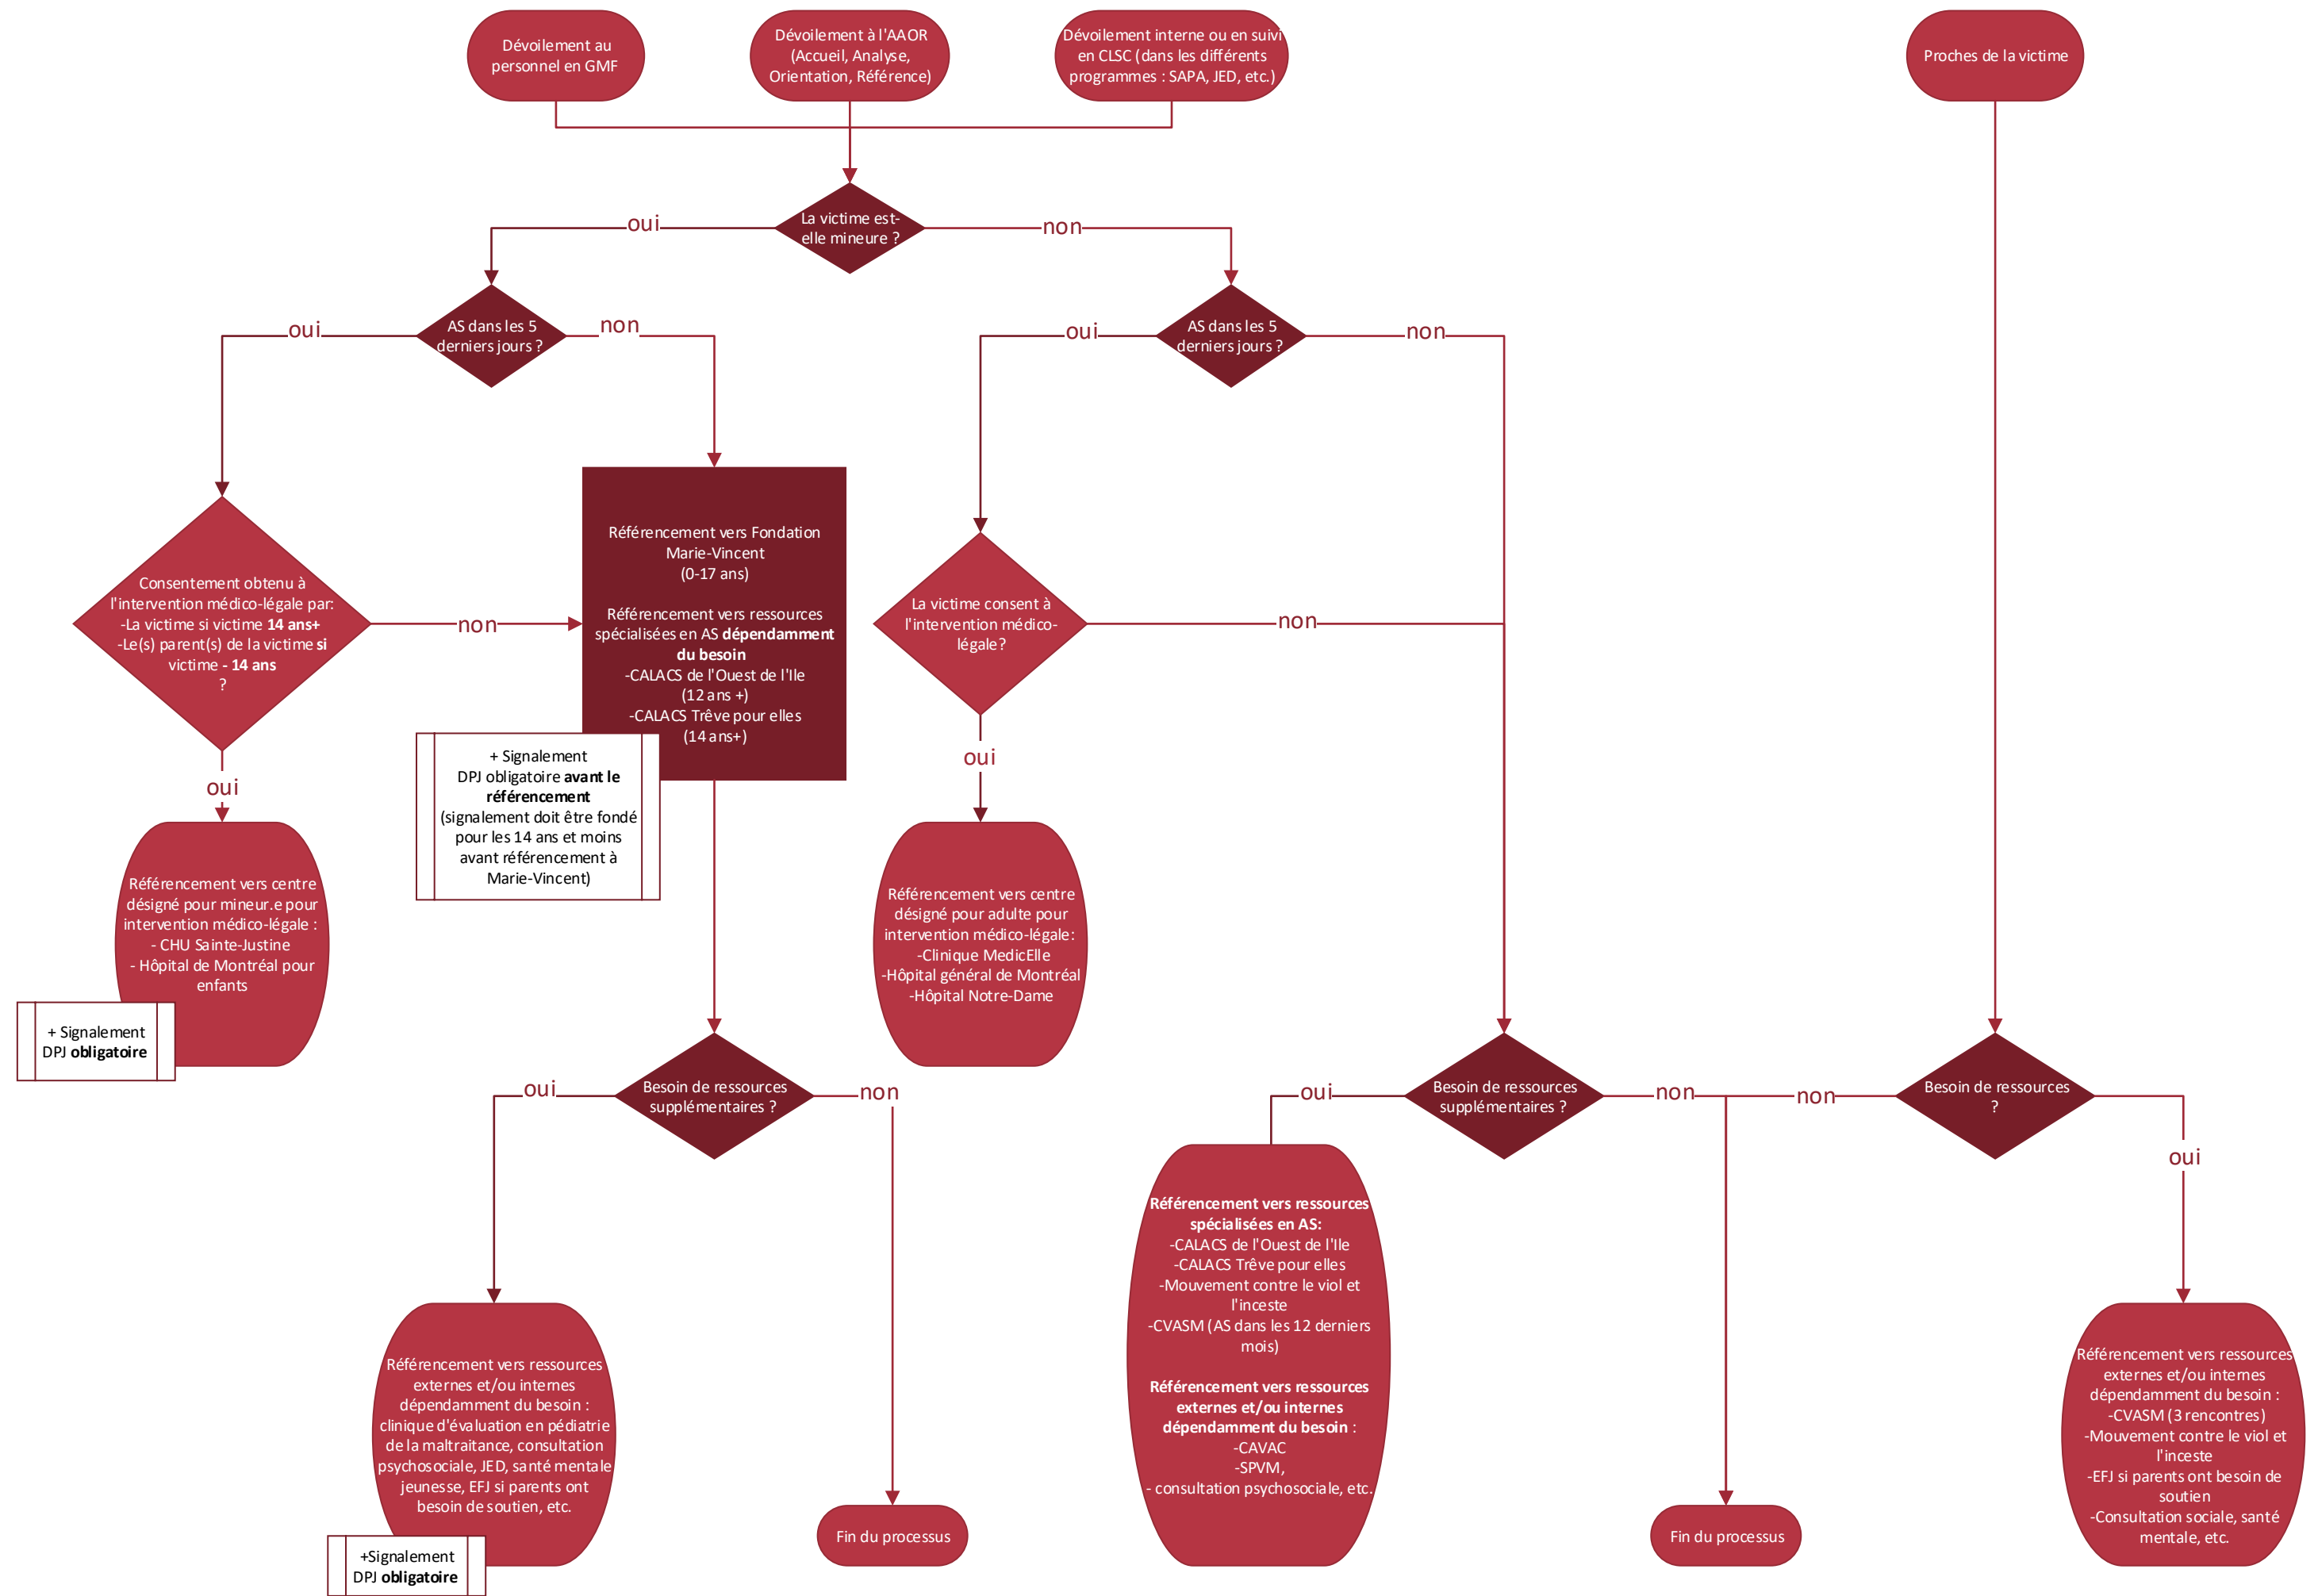 Dévoilement au
personnel en GMF
Dévoilement à l'AAOR
(Accueil, Analyse,
Orientation, Référence)
Dévoilement interne ou en suivi
en CLSC (dans les différents
programmes : SAPA, JED, etc.)
Proches de la victime
La victime est-
elle mineure ?
oui
non
AS dans les 5
derniers jours ?
oui
non
AS dans les 5
derniers jours ?
oui
non
Consentement obtenu à
l'intervention médico-légale par:
-La victime si victime 14 ans+
-Le(s) parent(s) de la victime si
victime - 14 ans
?
non
oui
Référencement vers Fondation
Marie-Vincent
(0-17 ans)
Référencement vers ressources
spécialisées en AS dépendamment
du besoin
-CALACS de l'Ouest de l'Ile
(12 ans +)
-CALACS Trêve pour elles
(14 ans+)
+ Signalement
DPJ obligatoire avant le
référencement
(signalement doit être fondé
pour les 14 ans et moins
avant référencement à
Marie-Vincent)
La victime consent à
l'intervention médico-
légale?
non
oui
Référencement vers centre
désigné pour mineur.e pour
intervention médico-légale :
- CHU Sainte-Justine
- Hôpital de Montréal pour
enfants
+ Signalement
DPJ obligatoire
Référencement vers centre
désigné pour adulte pour
intervention médico-légale:
-Clinique MedicElle
-Hôpital général de Montréal
-Hôpital Notre-Dame
Besoin de ressources
supplémentaires ?
oui
non
Besoin de ressources
supplémentaires ?
oui
non
Besoin de ressources
?
non
oui
Référencement vers ressources
externes et/ou internes
dépendamment du besoin :
clinique d'évaluation en pédiatrie
de la maltraitance, consultation
psychosociale, JED, santé mentale
jeunesse, EFJ si parents ont
besoin de soutien, etc.
+Signalement
DPJ obligatoire
Fin du processus
Référencement vers ressources
spécialisées en AS:
-CALACS de l'Ouest de l'Ile
-CALACS Trêve pour elles
-Mouvement contre le viol et
l'inceste
-CVASM (AS dans les 12 derniers
mois)
Référencement vers ressources
externes et/ou internes
dépendamment du besoin :
-CAVAC
-SPVM,
- consultation psychosociale, etc.
Fin du processus
Référencement vers ressources
externes et/ou internes
dépendamment du besoin :
-CVASM (3 rencontres)
-Mouvement contre le viol et
l'inceste
-EFJ si parents ont besoin de
soutien
-Consultation sociale, santé
mentale, etc.